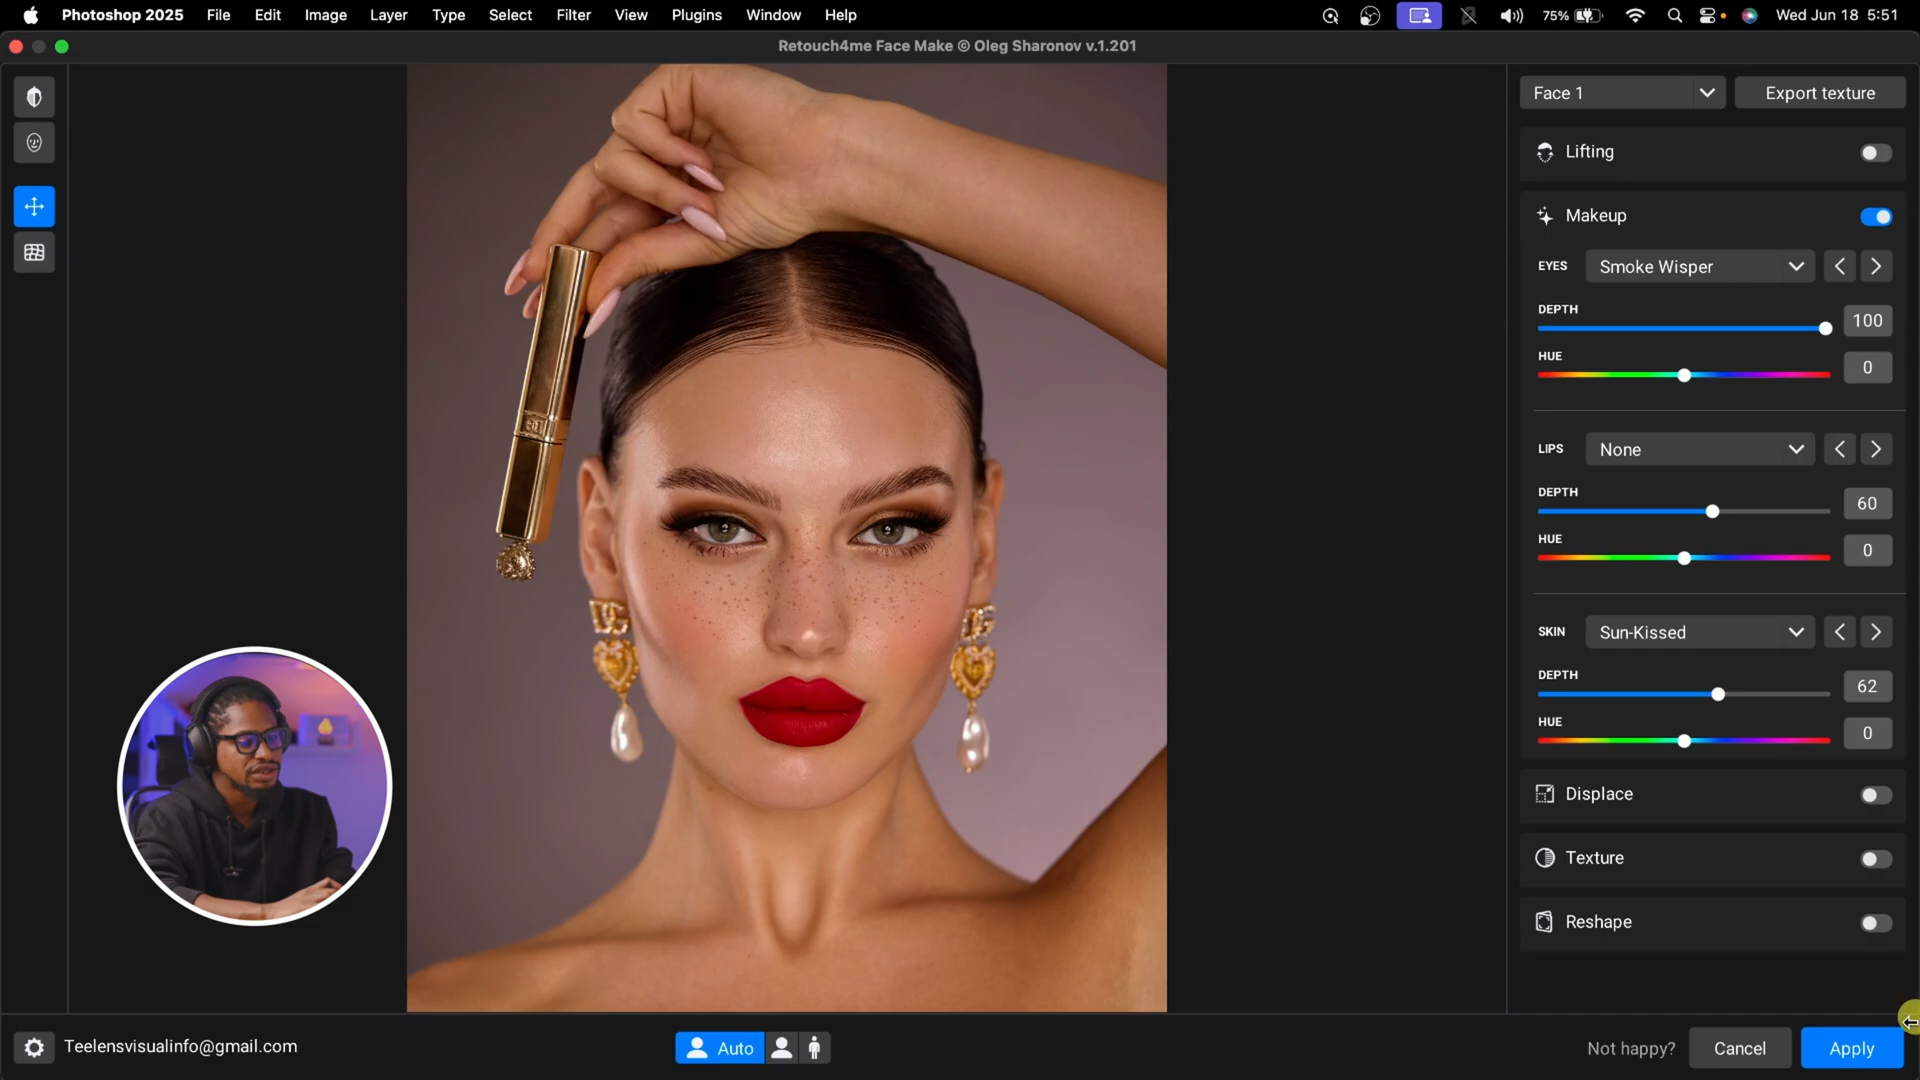 Photoshop 2025 File Edit Image Layer Type Select Filter View Plugins Window Help 75% Wed Jun 18 5:51
Retouch4me Face Make © Oleg Sharonov v.1.201
Face 1 Export texture
Lifting
Makeup
EYES Smoke Wisper
DEPTH 100
HUE 0
LIPS None
DEPTH 60
HUE 0
SKIN Sun-Kissed
DEPTH 62
HUE 0
Displace
Texture
Reshape
Teelensvisualinfo@gmail.com Auto Not happy? Cancel Apply